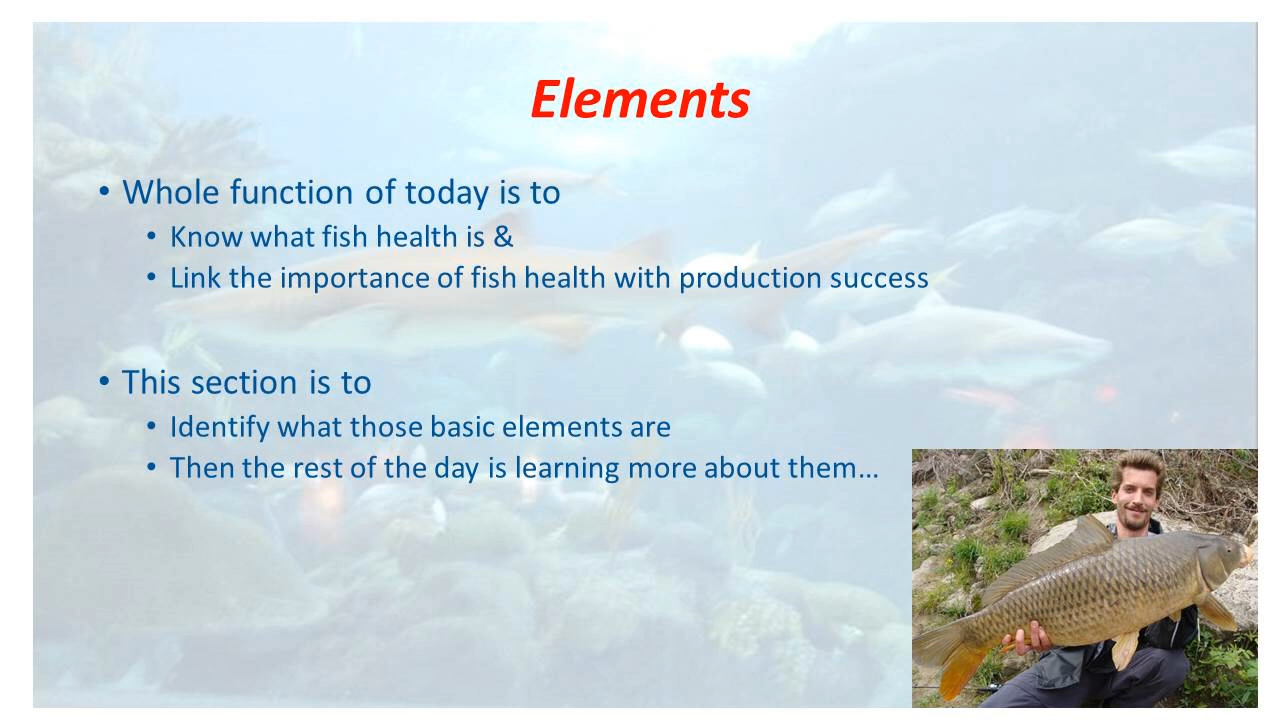 Elements
• Whole function of today is to
• Know what fish health is &
• Link the importance of fish health with production success
• This section is to
• Identify what those basic elements are
• Then the rest of the day is learning more about them…